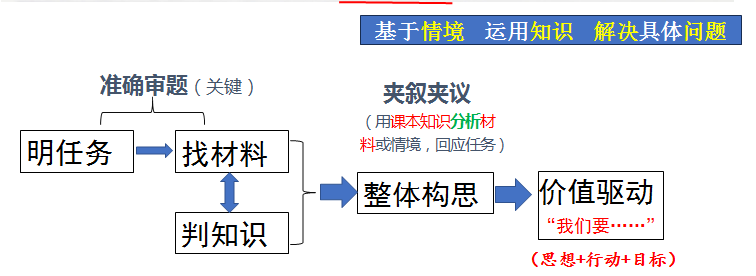 基于情境 运用知识 解决具体问题
准确审题（关键）
夹叙夹议
（用课本知识分析材
料或情境，回应任务）
明任务
找材料
判知识
整体构思
价值驱动
“我们要……”
（思想+行动+目标）